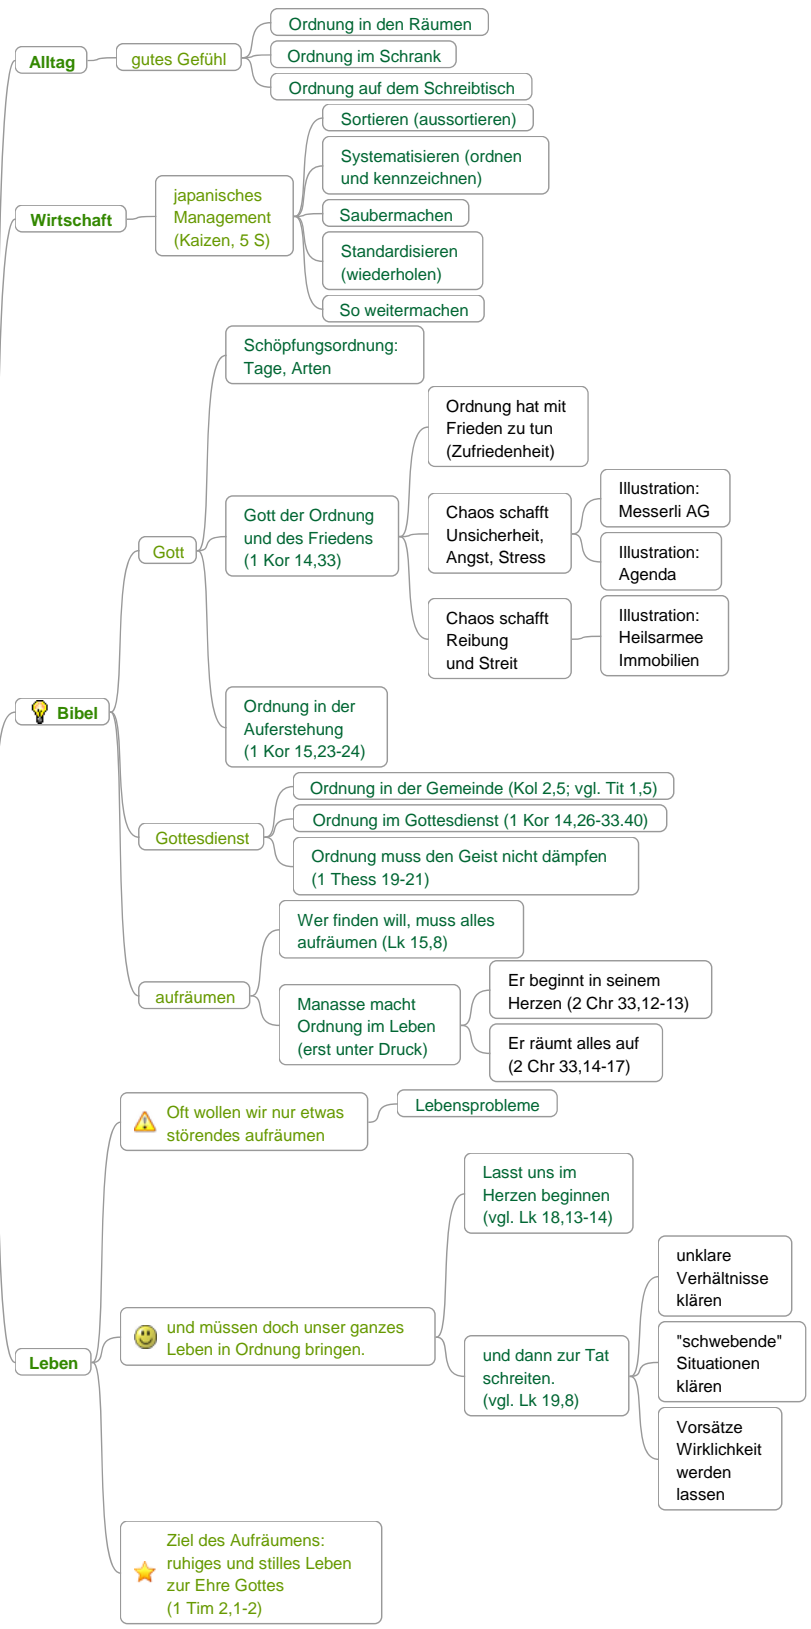 Alltag
gutes Gefühl
Ordnung in den Räumen
Ordnung im Schrank
Ordnung auf dem Schreibtisch
Wirtschaft
japanisches
Management
(Kaizen, 5 S)
Sortieren (aussortieren)
Systematisieren (ordnen
und kennzeichnen)
Saubermachen
Standardisieren
(wiederholen)
So weitermachen
Bibel
Gott
Schöpfungsordnung:
Tage, Arten
Gott der Ordnung
und des Friedens
(1 Kor 14,33)
Ordnung hat mit
Frieden zu tun
(Zufriedenheit)
Chaos schafft
Unsicherheit,
Angst, Stress
Illustration:
Messerli AG
Illustration:
Agenda
Chaos schafft
Reibung
und Streit
Illustration:
Heilsarmee
Immobilien
Ordnung in der
Auferstehung
(1 Kor 15,23-24)
Gottesdienst
Ordnung in der Gemeinde (Kol 2,5; vgl. Tit 1,5)
Ordnung im Gottesdienst (1 Kor 14,26-33.40)
Ordnung muss den Geist nicht dämpfen
(1 Thess 19-21)
aufräumen
Wer finden will, muss alles
aufräumen (Lk 15,8)
Manasse macht
Ordnung im Leben
(erst unter Druck)
Er beginnt in seinem
Herzen (2 Chr 33,12-13)
Er räumt alles auf
(2 Chr 33,14-17)
Leben
Oft wollen wir nur etwas
störendes aufräumen
Lebensprobleme
und müssen doch unser ganzes
Leben in Ordnung bringen.
Lasst uns im
Herzen beginnen
(vgl. Lk 18,13-14)
und dann zur Tat
schreiten.
(vgl. Lk 19,8)
unklare
Verhältnisse
klären
"schwebende"
Situationen
klären
Vorsätze
Wirklichkeit
werden
lassen
Ziel des Aufräumens:
ruhiges und stilles Leben
zur Ehre Gottes
(1 Tim 2,1-2)